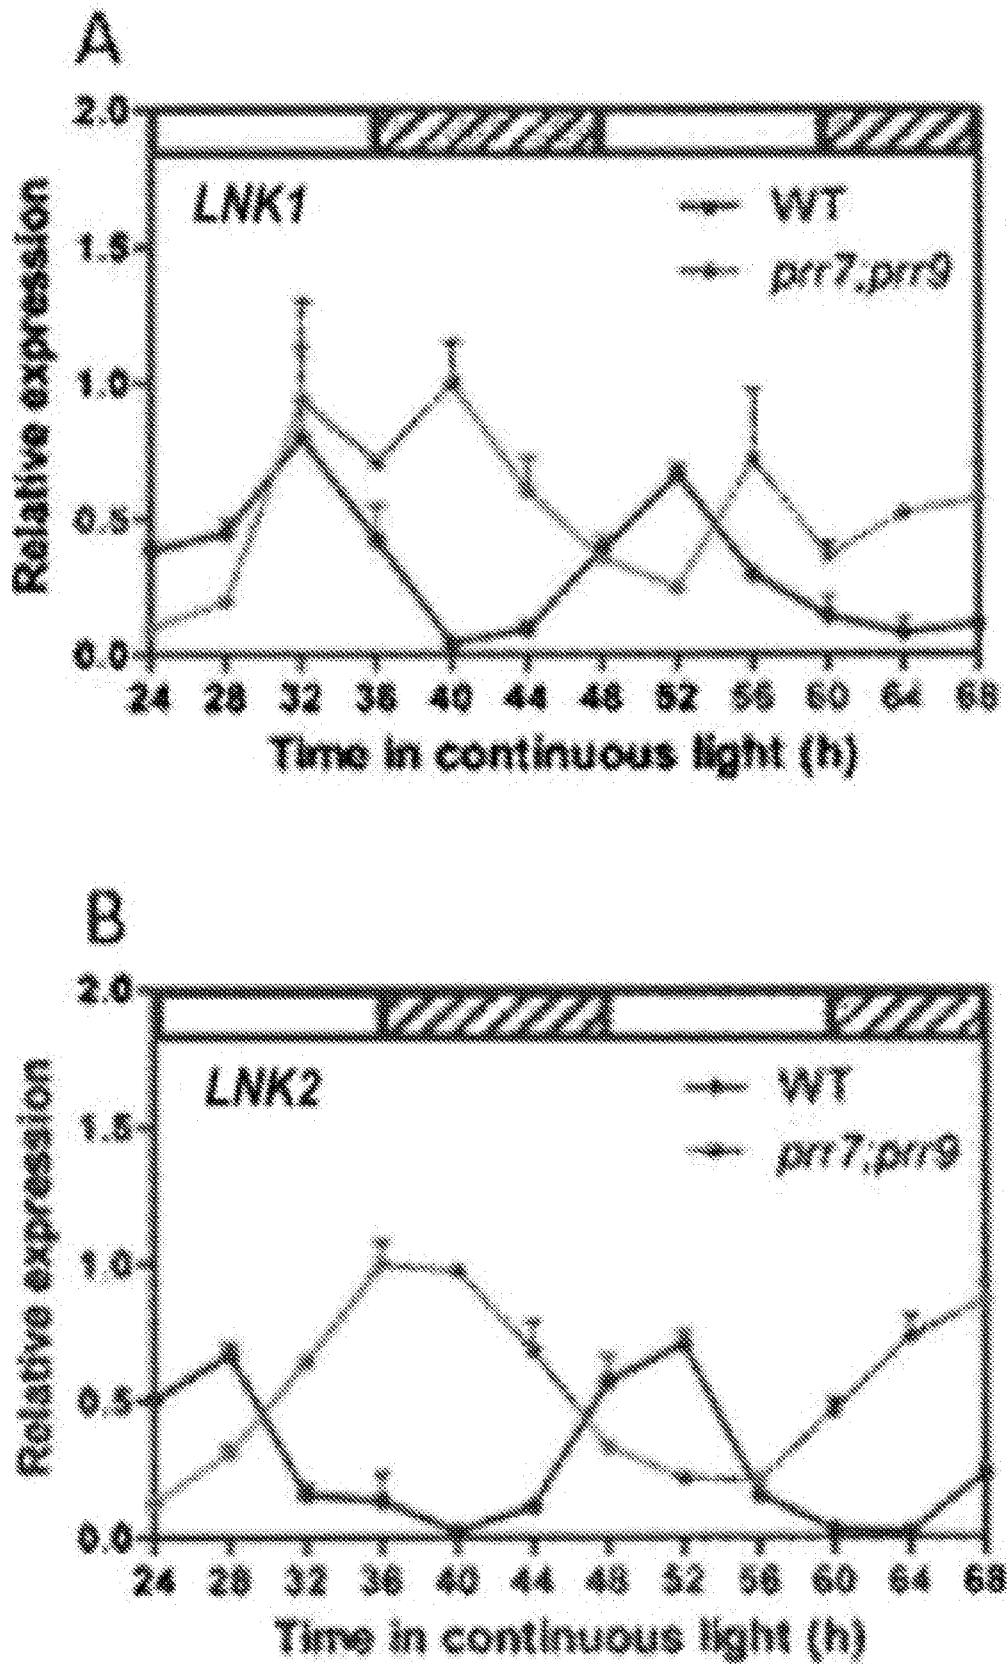 A
2.0
LNK1
WT
prr7;prr9
1.5
1.0
0.5
0.0
Relative expression
24 28 32 36 40 44 48 52 56 60 64 68
Time in continuous light (h)
B
2.0
LNK2
WT
prr7;prr9
1.5
1.0
0.5
0.0
Relative expression
24 28 32 36 40 44 48 52 56 60 64 68
Time in continuous light (h)